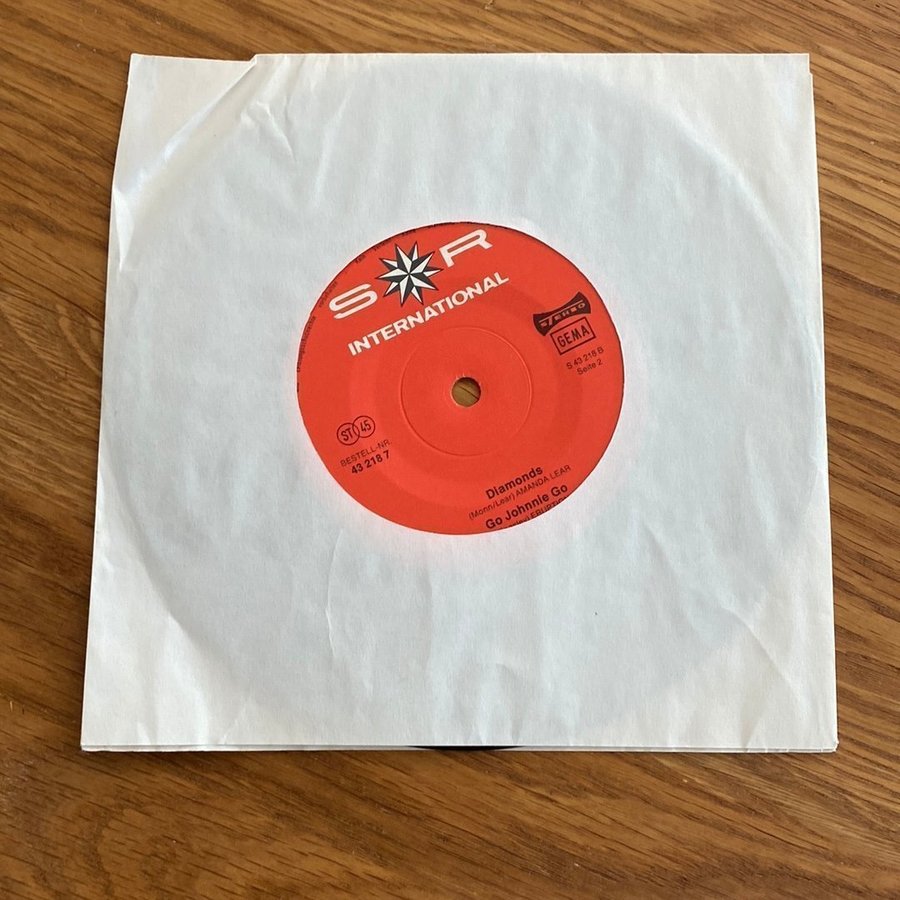 S R
INTERNATIONAL
STEREO
GEMA
S 43 218 B
Seite 2
ST 45
BESTELL-NR.
43 218 7
Diamonds
(Monn/Lear) AMANDA LEAR
Go Johnnie Go